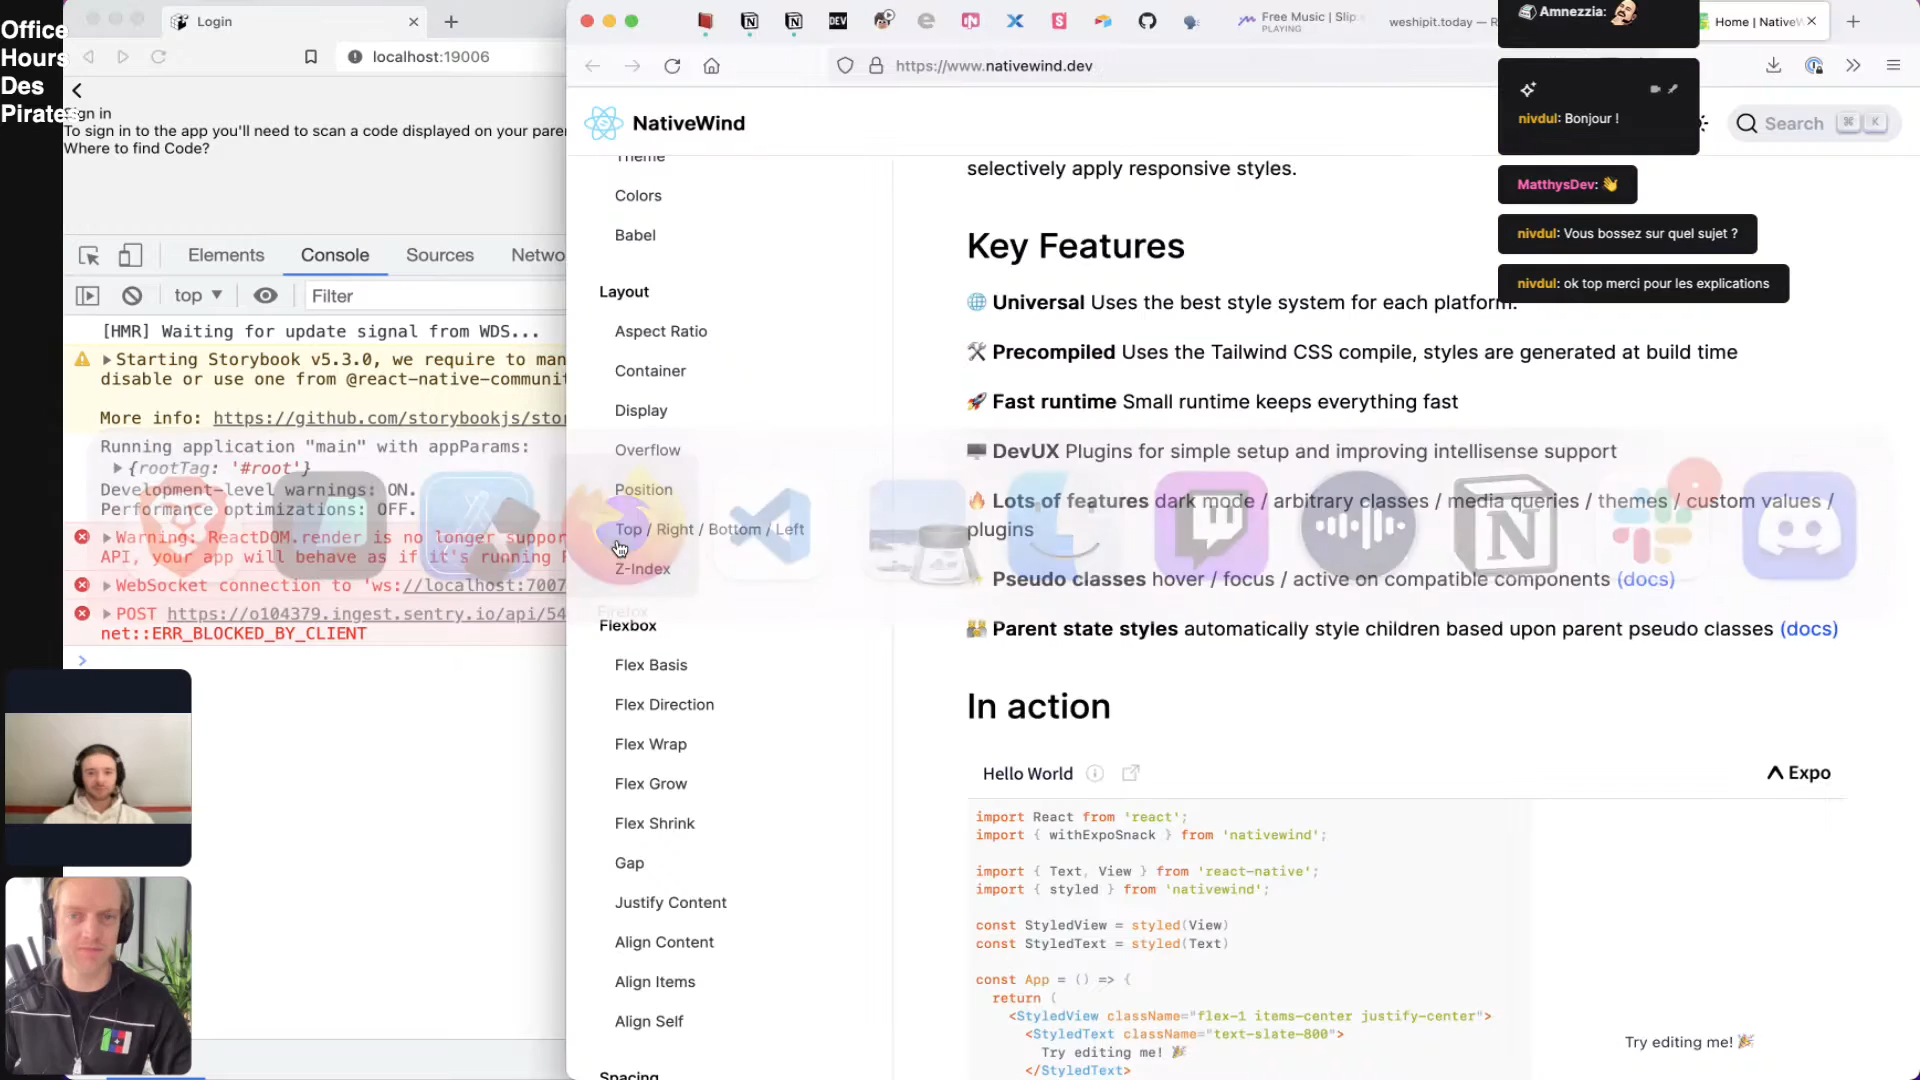 Office
Hours
Des
Pirates
Login
localhost:19006
Sign in
To sign in to the app you'll need to scan a code displayed on your pare
Where to find Code?
Elements
Console
Sources
Netwo
top
Filter
[HMR] Waiting for update signal from WDS...
Starting Storybook v5.3.0, we require to man
disable or use one from @react-native-communi
More info: https://github.com/storybookjs/stor
Running application "main" with appParams:
{rootTag: '#root'}
Development-level warnings: ON.
Performance optimizations: OFF.
Warning: ReactDOM.render is no longer suppor
API, your app will behave as if it's running
WebSocket connection to 'ws://localhost:7007
POST https://o104379.ingest.sentry.io/api/54
net::ERR_BLOCKED_BY_CLIENT
DEV
Free Music | Slip
PLAYING
weshipit.today — R
Home | NativeW
https://www.nativewind.dev
NativeWind
Search
⌘ K
Amnezzia:
nivdul: Bonjour !
MatthysDev: 👋
nivdul: Vous bossez sur quel sujet ?
nivdul: ok top merci pour les explications
Theme
Colors
Babel
Layout
Aspect Ratio
Container
Display
Overflow
Position
Top / Right / Bottom / Left
Z-Index
Firefox
Flexbox
Flex Basis
Flex Direction
Flex Wrap
Flex Grow
Flex Shrink
Gap
Justify Content
Align Content
Align Items
Align Self
Spacing
selectively apply responsive styles.
Key Features
🌐 Universal Uses the best style system for each platform.
🛠 Precompiled Uses the Tailwind CSS compile, styles are generated at build time
🚀 Fast runtime Small runtime keeps everything fast
🖥 DevUX Plugins for simple setup and improving intellisense support
🔥 Lots of features dark mode / arbitrary classes / media queries / themes / custom values /
plugins
✨ Pseudo classes hover / focus / active on compatible components (docs)
👪 Parent state styles automatically style children based upon parent pseudo classes (docs)
In action
Hello World
Expo
import React from 'react';
import { withExpoSnack } from 'nativewind';
import { Text, View } from 'react-native';
import { styled } from 'nativewind';
const StyledView = styled(View)
const StyledText = styled(Text)
const App = () => {
return (
<StyledView className="flex-1 items-center justify-center">
<StyledText className="text-slate-800">
Try editing me! 🎉
</StyledText>
Try editing me! 🎉